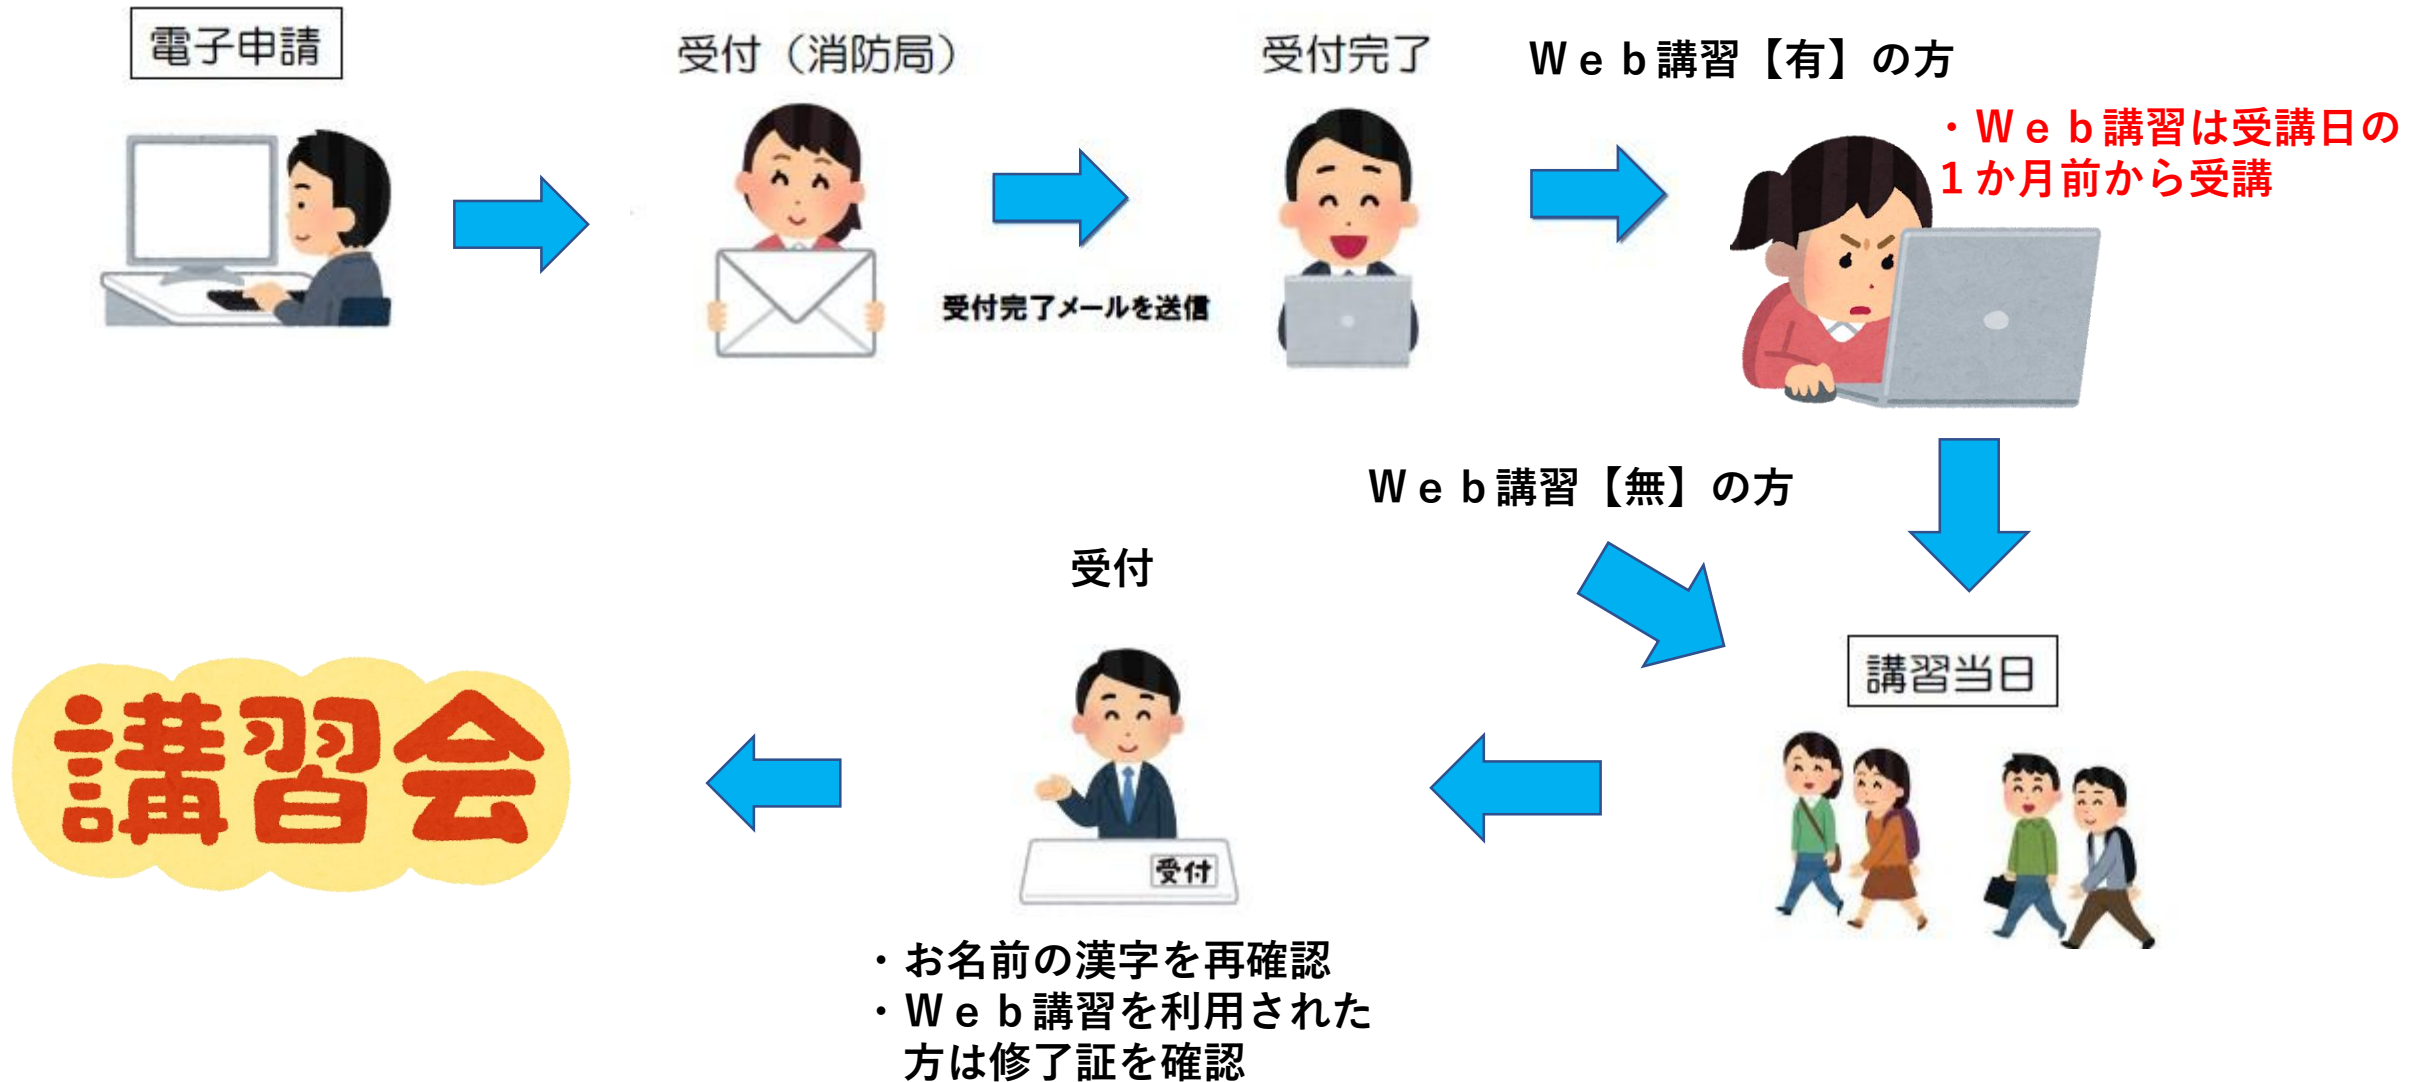 電子申請
受付（消防局）
受付完了
Ｗｅｂ講習【有】の方
・Ｗｅｂ講習は受講日の
１か月前から受講
受付完了メールを送信
Ｗｅｂ講習【無】の方
受付
講習当日
講習会
受付
・お名前の漢字を再確認
・Ｗｅｂ講習を利用された
方は修了証を確認